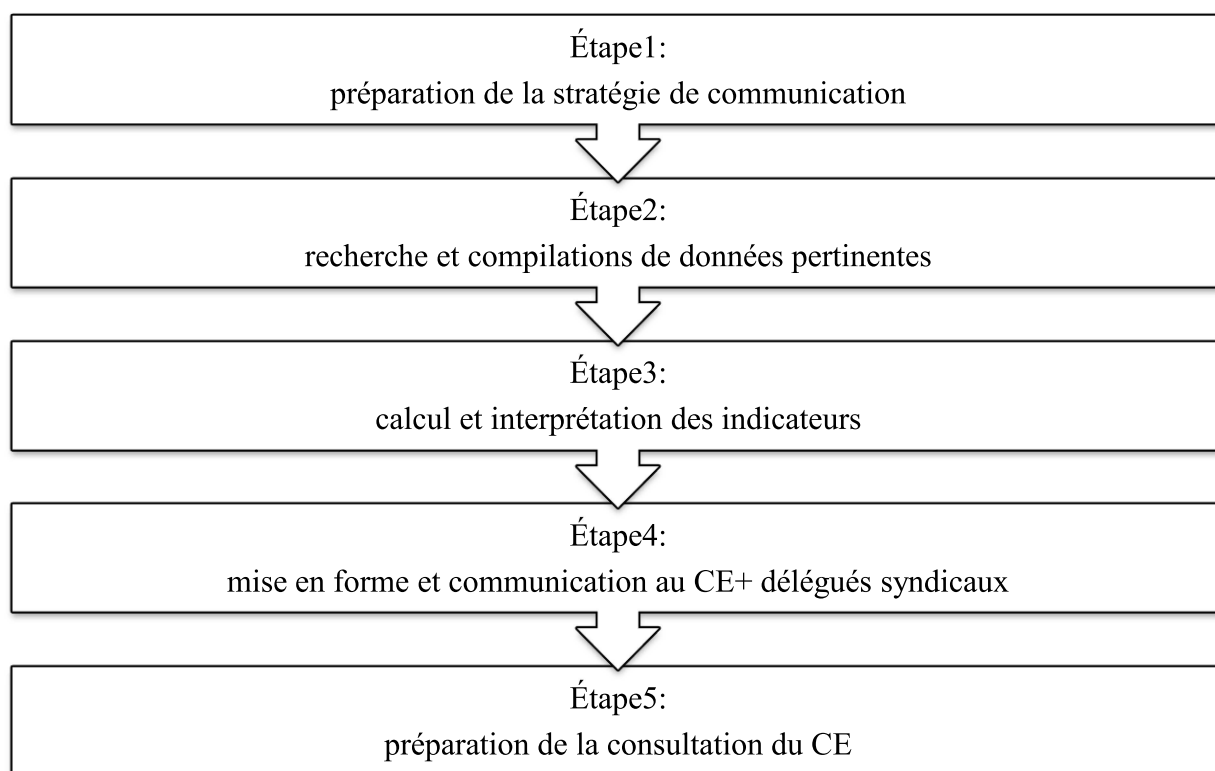 Étape1:
préparation de la stratégie de communication
Étape2:
recherche et compilations de données pertinentes
Étape3:
calcul et interprétation des indicateurs
Étape4:
mise en forme et communication au CE+ délégués syndicaux
Étape5:
préparation de la consultation du CE